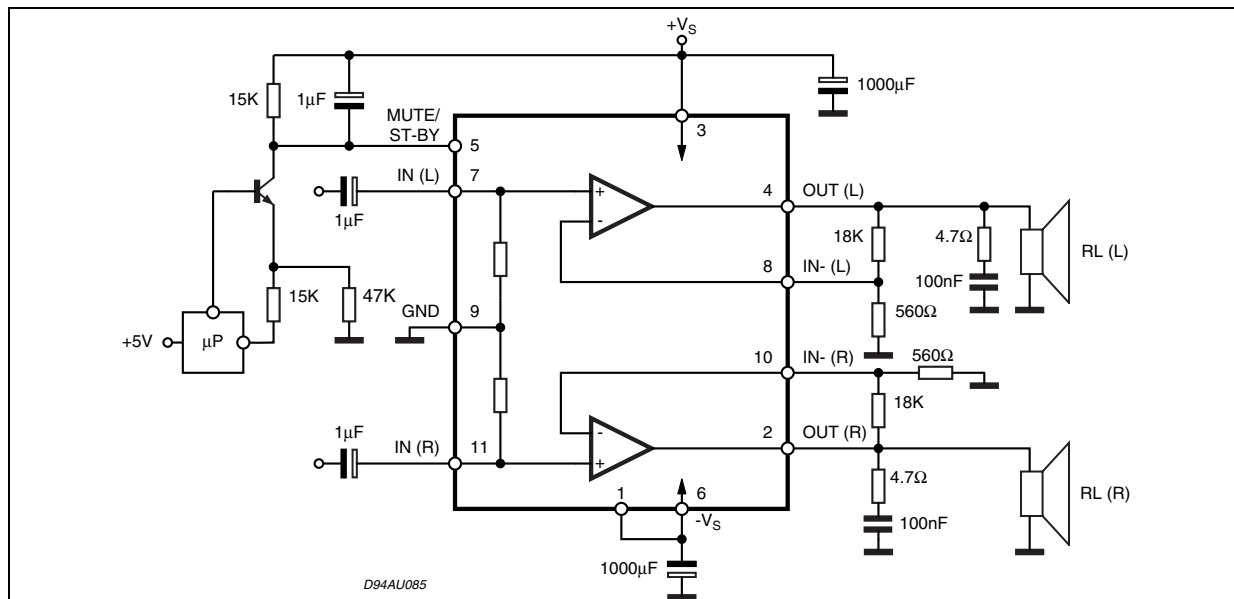 +VS
1000µF
15K
1µF
MUTE/
ST-BY
5
3
IN (L)
7
1µF
+
-
4
OUT (L)
18K
4.7Ω
RL (L)
8
IN- (L)
100nF
560Ω
15K
47K
GND
9
+5V
µP
10
IN- (R)
560Ω
18K
1µF
IN (R)
11
-
+
2
OUT (R)
4.7Ω
RL (R)
100nF
1
6
-VS
1000µF
D94AU085